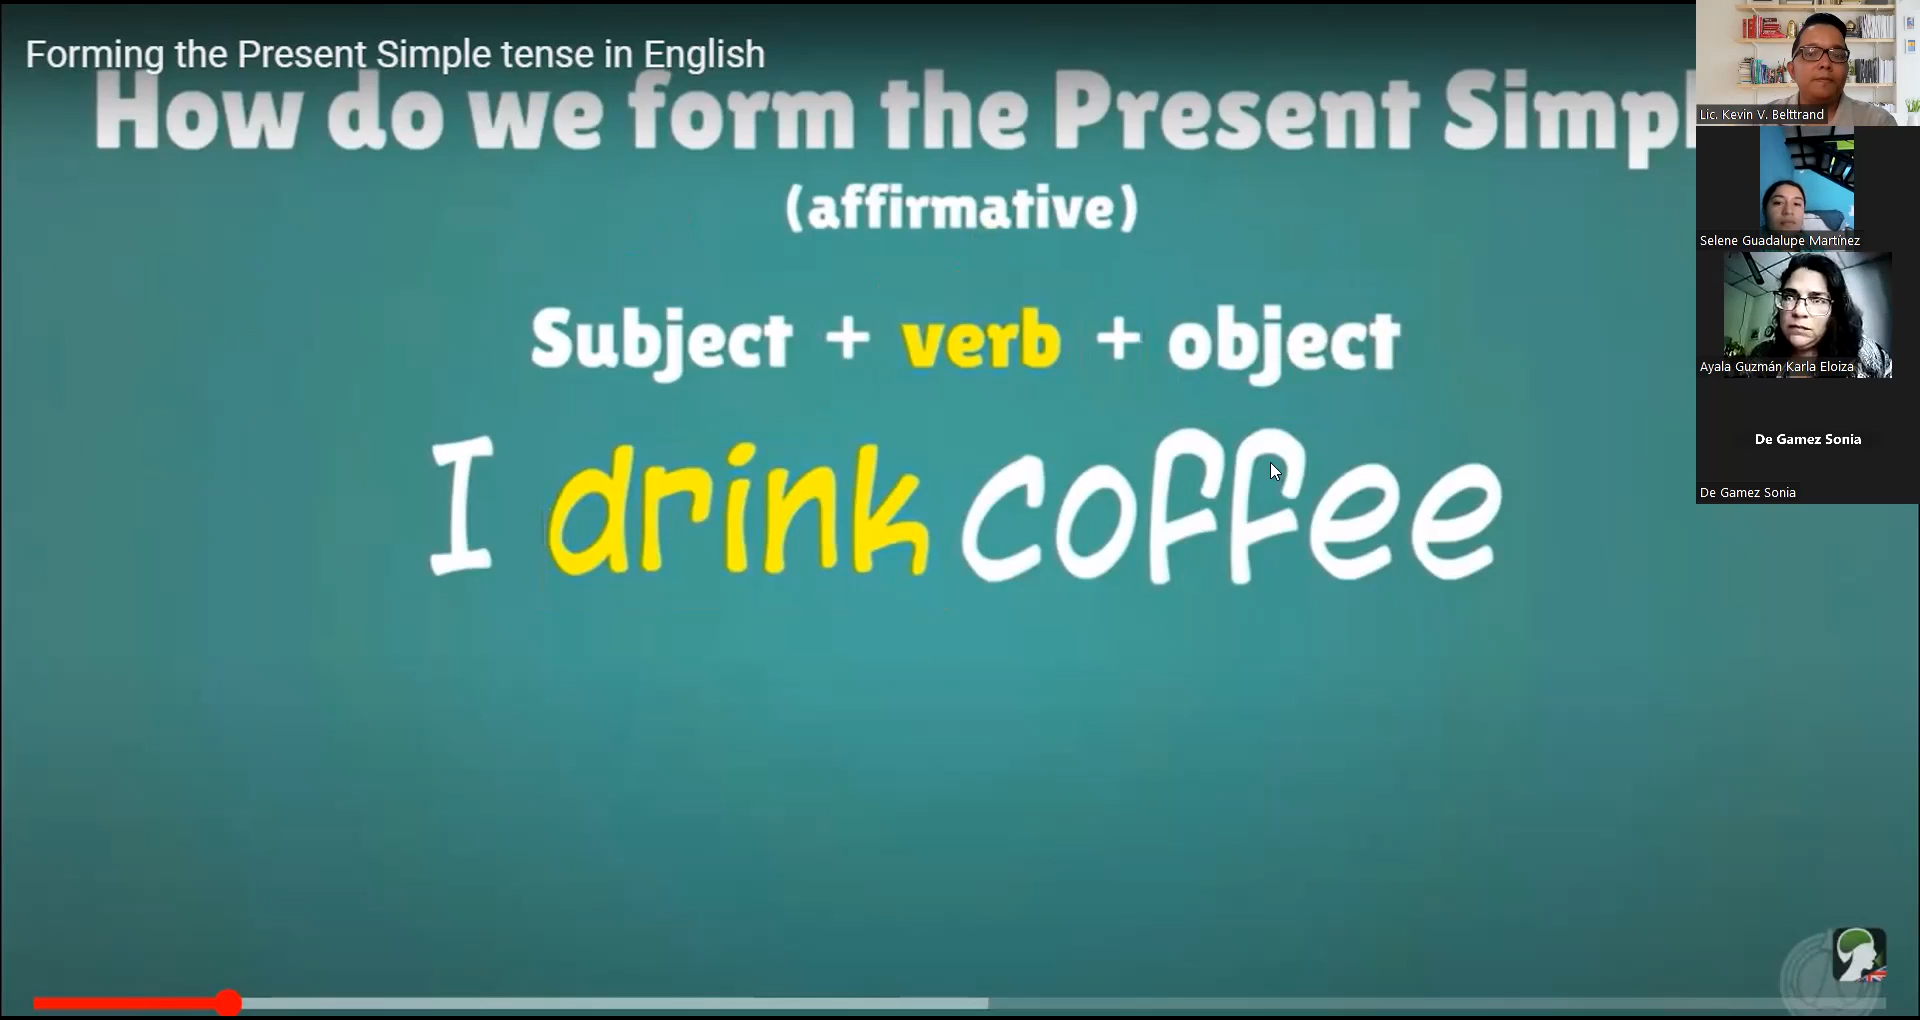 Forming the Present Simple tense in English
How do we form the Present Simpl
(affirmative)
Subject + verb + object
I drink coffee
Lic. Kevin V. Belttrand
Selene Guadalupe Martínez
Ayala Guzmán Karla Eloiza
De Gamez Sonia
De Gamez Sonia